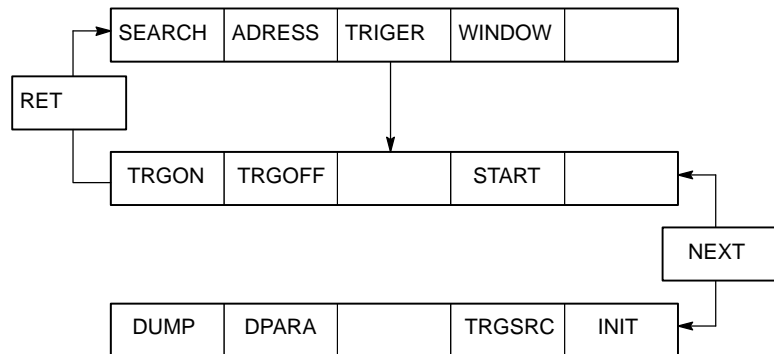 SEARCH ADRESS TRIGER WINDOW
RET
TRGON TRGOFF START
NEXT
DUMP DPARA TRGSRC INIT